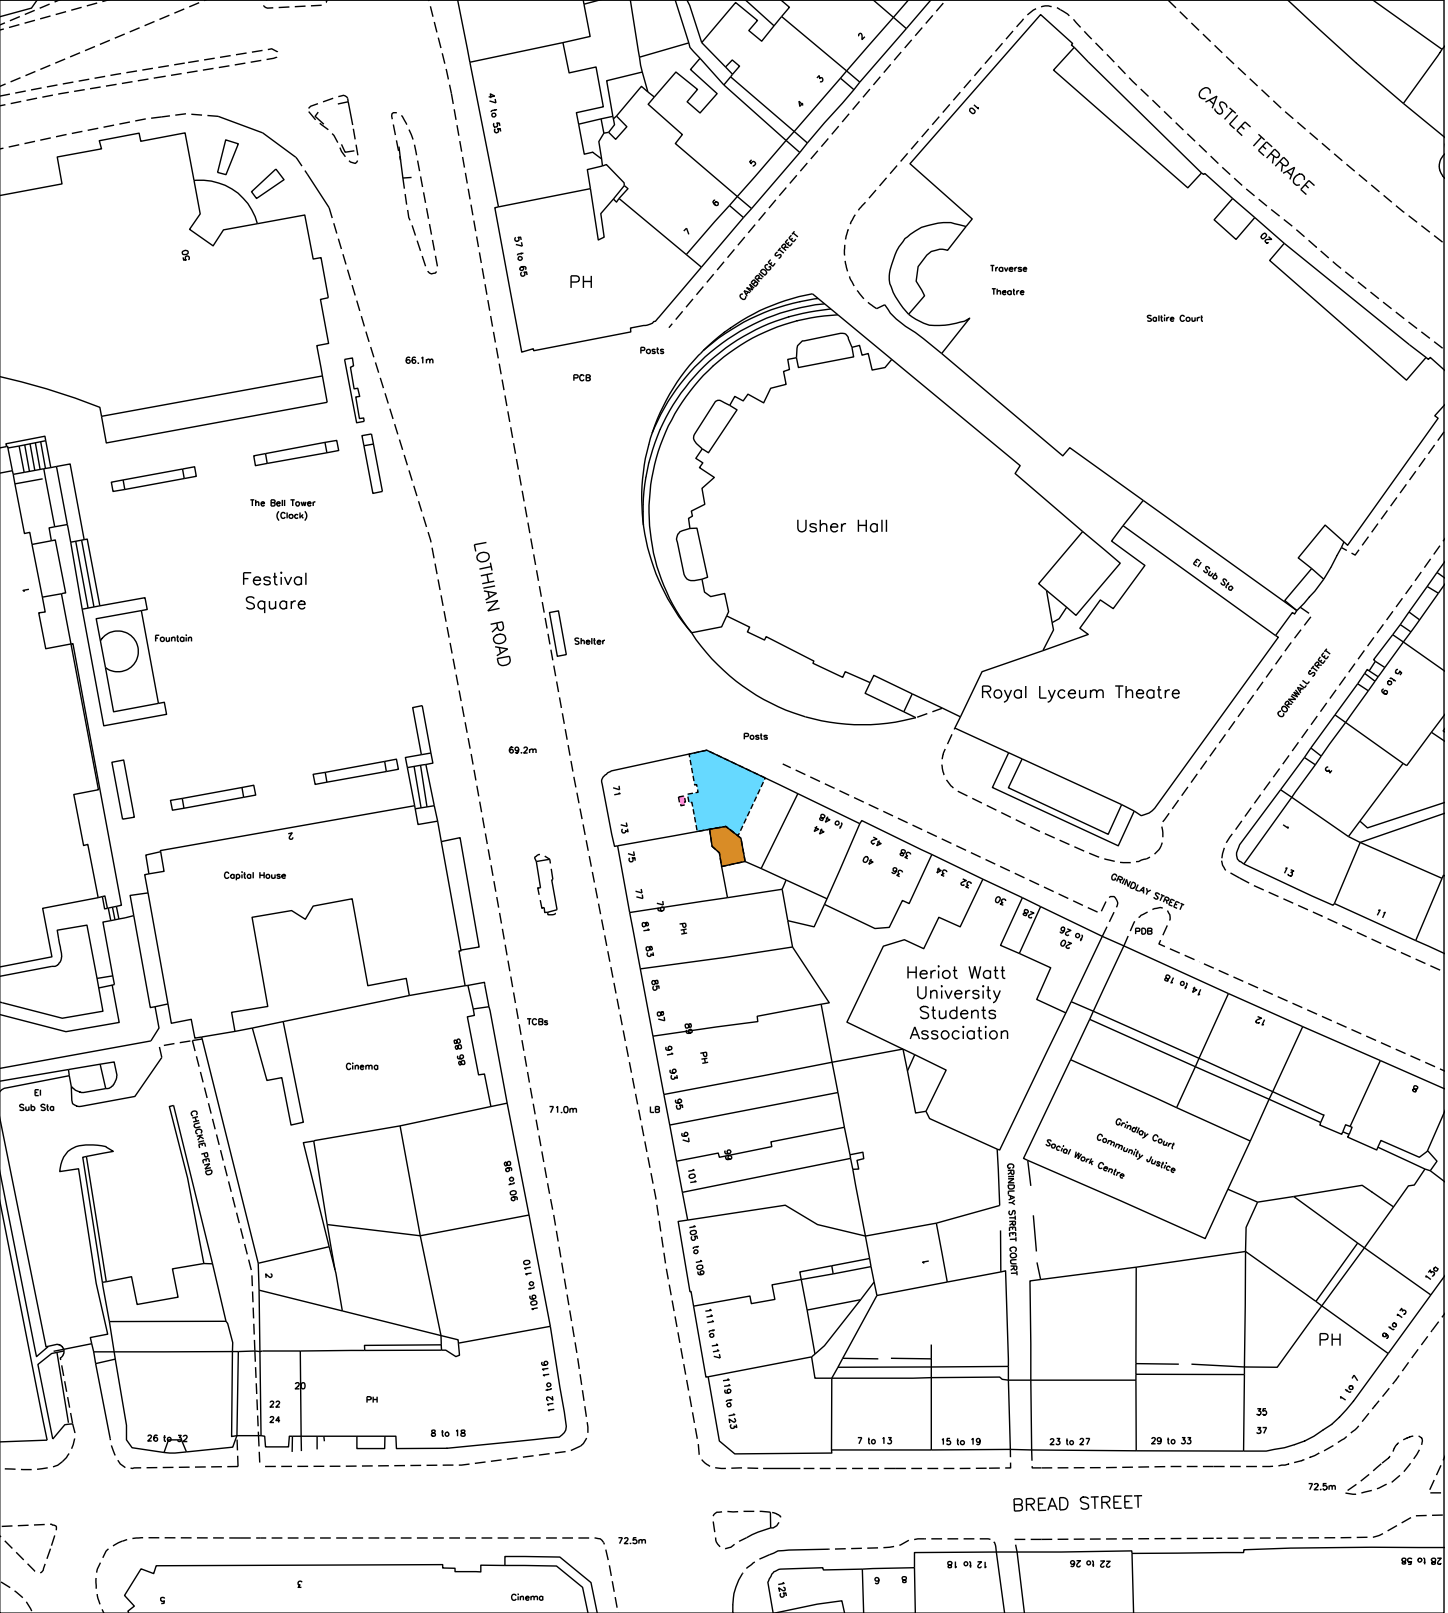 2
3
4
5
6
7
10
CASTLE TERRACE
47 to 55
57 to 65
PH
CAMBRIDGE STREET
20
50
Traverse
Theatre
Saltire Court
66.1m
Posts
PCB
The Bell Tower
(Clock)
Usher Hall
LOTHIAN ROAD
Festival
Square
El Sub Sta
1
Fountain
Shelter
Royal Lyceum Theatre
CORNWALL STREET
5 to 9
3
1
13
11
69.2m
Posts
71
73
75
77
79
PH
81
83
85
87
89
PH
91
93
95
97
99
101
105 to 109
111 to 117
119 to 123
44
to 48
42
40
38
36
34
32
30
28
20
to 26
GRINDLAY STREET
PDB
14 to 18
12
8
2
Capital House
Heriot Watt
University
Students
Association
TCBs
86 88
Cinema
El
Sub Sta
71.0m
LB
CHUCKIE PEND
Grindlay Court
Community Justice
Social Work Centre
90 to 98
GRINDLAY STREET COURT
1
2
106 to 110
13a
9 to 13
PH
1 to 7
112 to 116
20
22
24
PH
26 to 32
8 to 18
7 to 13
15 to 19
23 to 27
29 to 33
35
37
72.5m
BREAD STREET
72.5m
5
3
Cinema
125
6
8
12 to 18
22 to 26
28 to 58